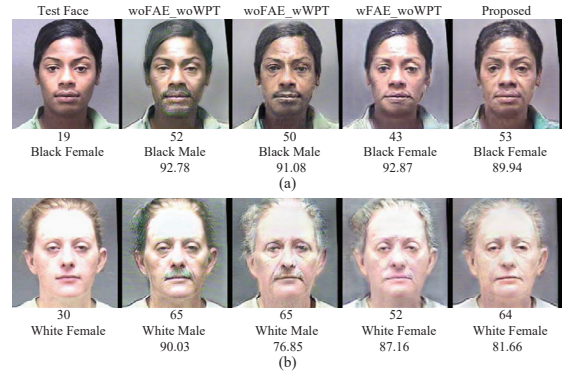 Test Face woFAE_woWPT woFAE_wWPT wFAE_woWPT Proposed
19 52 50 43 53
Black Female Black Male Black Male Black Female Black Female
92.78 91.08 92.87 89.94
(a)
30 65 65 52 64
White Female White Male White Male White Female White Female
90.03 76.85 87.16 81.66
(b)